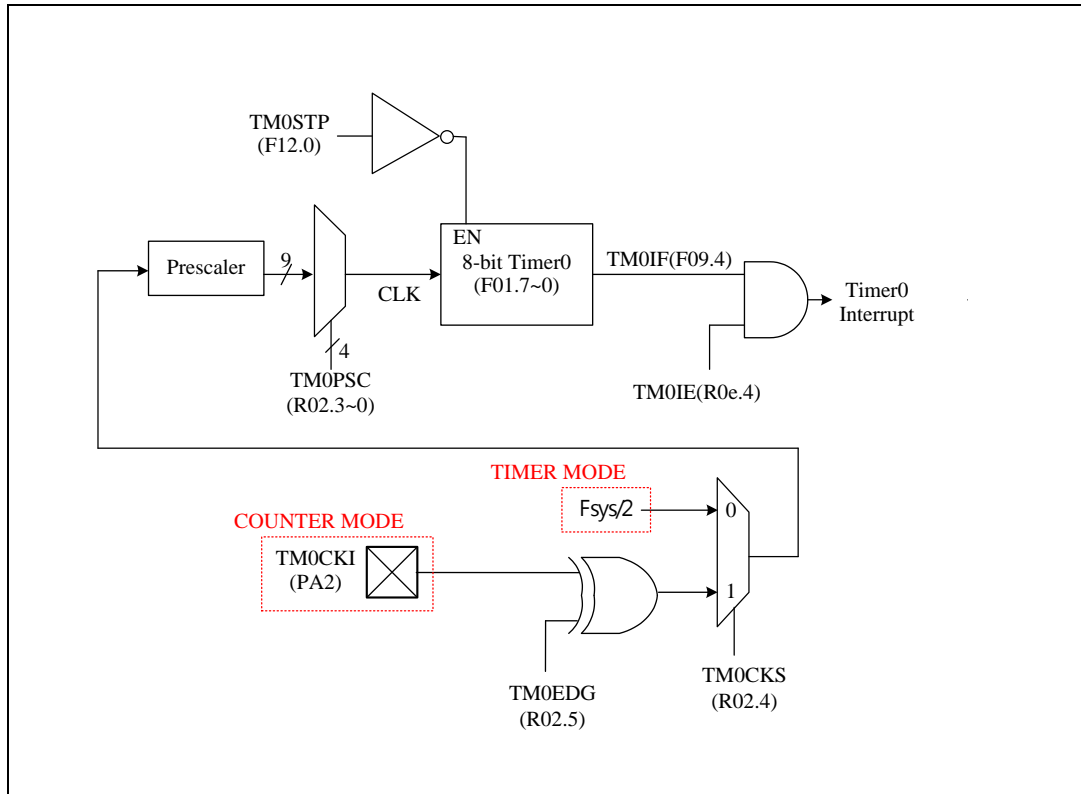 TM0STP
(F12.0)
EN
8-bit Timer0
(F01.7~0)
TM0IF(F09.4)
Prescaler
9
CLK
Timer0
Interrupt
4
TM0PSC
(R02.3~0)
TM0IE(R0e.4)
TIMER MODE
Fsys/2
0
COUNTER MODE
TM0CKI
(PA2)
1
TM0EDG
(R02.5)
TM0CKS
(R02.4)